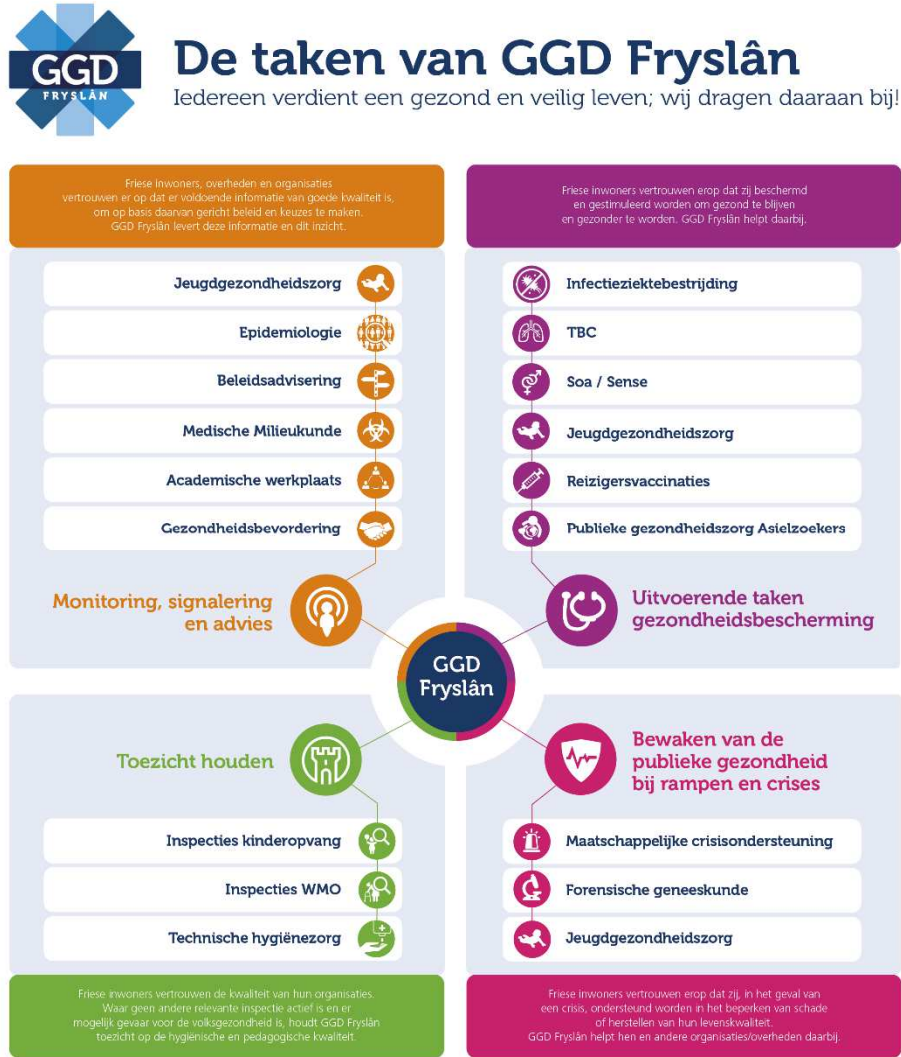 GGD
FRYSLÂN
De taken van GGD Fryslân
Iedereen verdient een gezond en veilig leven; wij dragen daaraan bij!
Friese inwoners, overheden en organisaties
vertrouwen er op dat er voldoende informatie van goede kwaliteit is,
om op basis daarvan gericht beleid en keuzes te maken.
GGD Fryslân levert deze informatie en dit inzicht.
Jeugdgezondheidszorg
Epidemiologie
Beleidsadvisering
Medische Milieukunde
Academische werkplaats
Gezondheidsbevordering
Monitoring, signalering
en advies
Friese inwoners vertrouwen erop dat zij beschermd
en gestimuleerd worden om gezond te blijven
en gezonder te worden. GGD Fryslân helpt daarbij.
Infectieziektebestrijding
TBC
Soa / Sense
Jeugdgezondheidszorg
Reizigersvaccinaties
Publieke gezondheidszorg Asielzoekers
Uitvoerende taken
gezondheidsbescherming
GGD
Fryslân
Toezicht houden
Inspecties kinderopvang
Inspecties WMO
Technische hygiënezorg
Friese inwoners vertrouwen de kwaliteit van hun organisaties.
Waar geen andere relevante inspectie actief is en er
mogelijk gevaar voor de volksgezondheid is, houdt GGD Fryslân
toezicht op de hygiënische en pedagogische kwaliteit.
Bewaken van de
publieke gezondheid
bij rampen en crises
Maatschappelijke crisisondersteuning
Forensische geneeskunde
Jeugdgezondheidszorg
Friese inwoners vertrouwen erop dat zij, in het geval van
een crisis, ondersteund worden in het beperken van schade
of herstellen van hun levenskwaliteit.
GGD Fryslân helpt hen en andere organisaties/overheden daarbij.